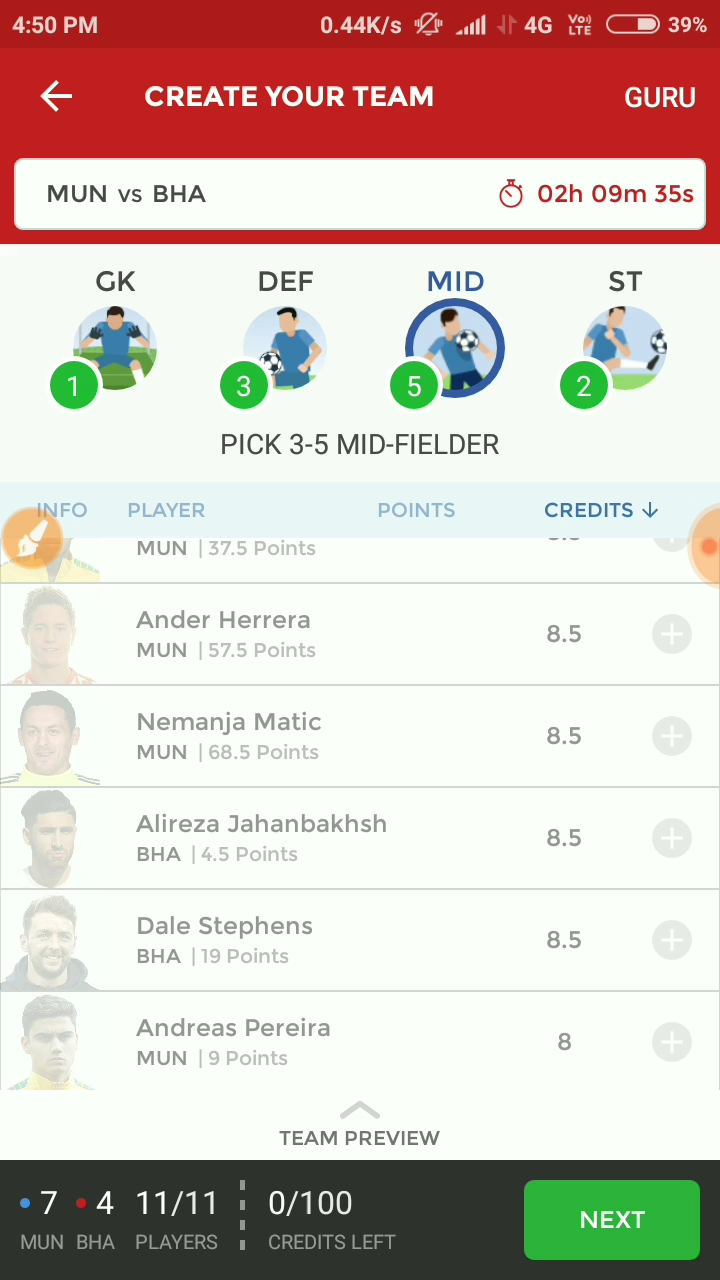 4:50 PM 0.44K/s 4G Vo) LTE 39%
CREATE YOUR TEAM GURU
MUN vs BHA 02h 09m 35s
GK DEF MID ST
1 3 5 2
PICK 3-5 MID-FIELDER
INFO PLAYER POINTS CREDITS ↓
MUN | 37.5 Points
Ander Herrera
MUN | 57.5 Points
8.5
Nemanja Matic
MUN | 68.5 Points
8.5
Alireza Jahanbakhsh
BHA | 4.5 Points
8.5
Dale Stephens
BHA | 19 Points
8.5
Andreas Pereira
MUN | 9 Points
8
TEAM PREVIEW
7 4 11/11 0/100
MUN BHA PLAYERS CREDITS LEFT
NEXT